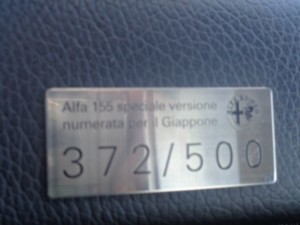 Alfa 155 speciale versione
numerata per il Giappone
372/500